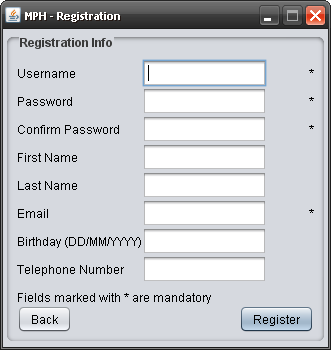 MPH - Registration
Registration Info
Username *
Password *
Confirm Password *
First Name
Last Name
Email *
Birthday (DD/MM/YYYY)
Telephone Number
Fields marked with * are mandatory
Back Register